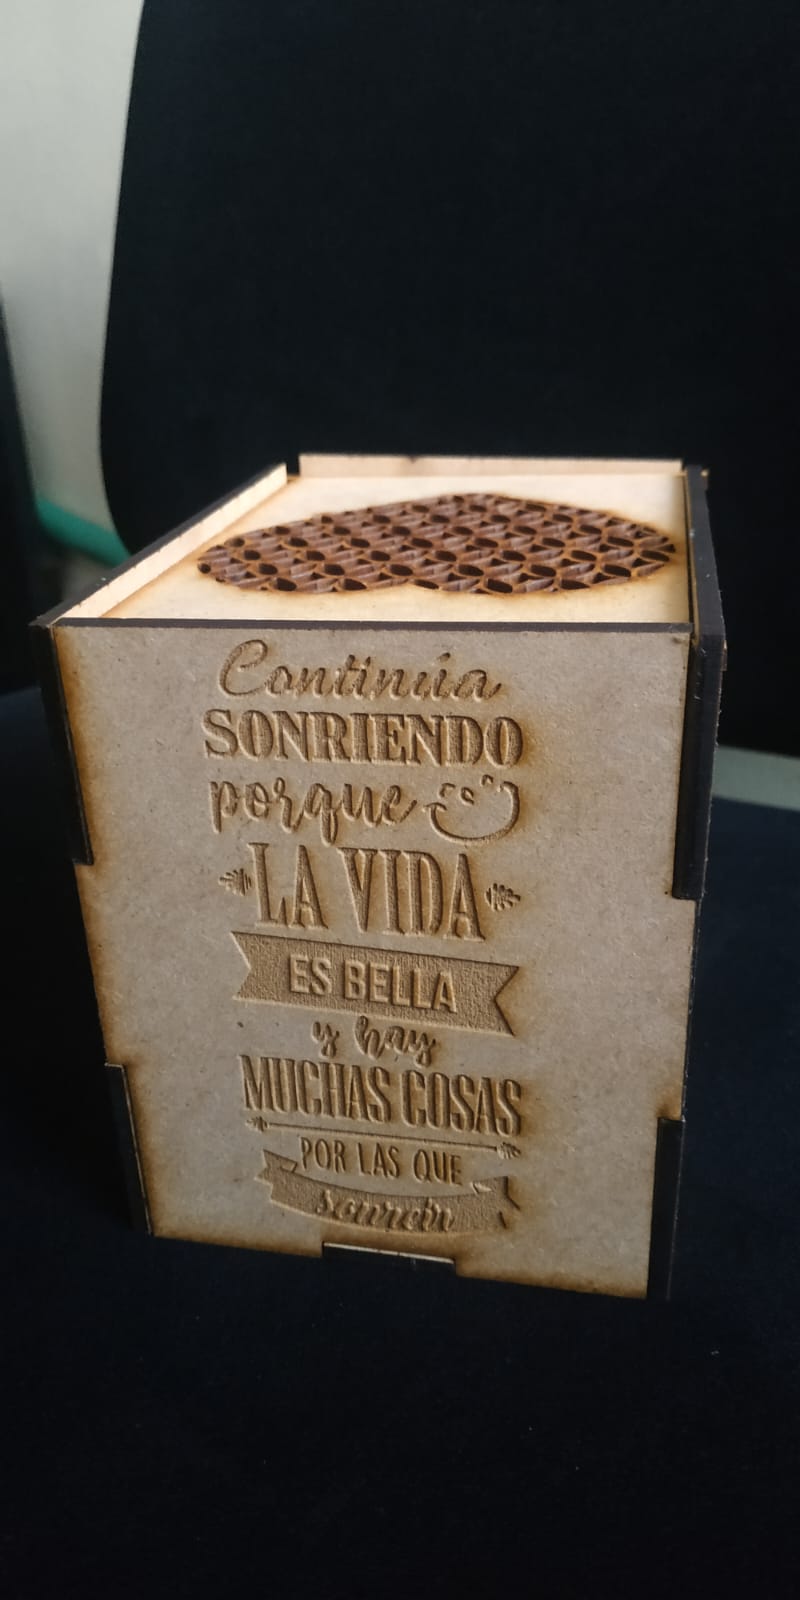 Continúa
SONRIENDO
porque
LA VIDA
ES BELLA
y hay
MUCHAS COSAS
POR LAS QUE
sonreír